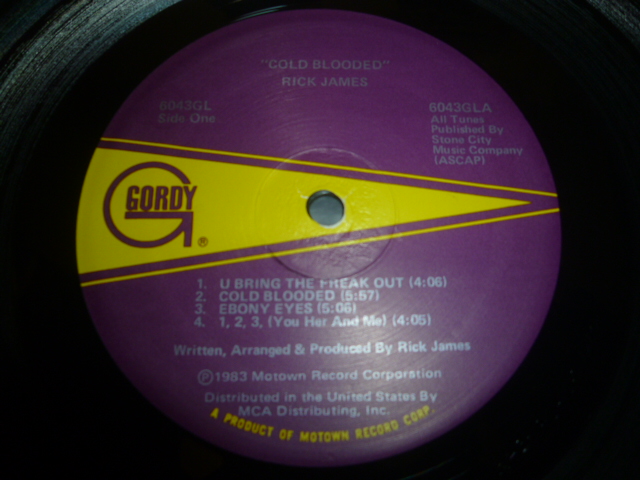 "COLD BLOODED"
RICK JAMES
6043GL
Side One
6043GLA
All Tunes
Published By
Stone City
Music Company
(ASCAP)
GORDY
®
1. U BRING THE FREAK OUT (4:06)
2. COLD BLOODED (5:57)
3. EBONY EYES (5:06)
4. 1, 2, 3, (You Her And Me) (4:05)
Written, Arranged & Produced By Rick James
Ⓟ1983 Motown Record Corporation
Distributed in the United States By
MCA Distributing, Inc.
A PRODUCT OF MOTOWN RECORD CORP.